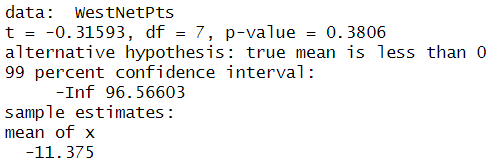 data:  WestNetPts
t = -0.31593, df = 7, p-value = 0.3806
alternative hypothesis: true mean is less than 0
99 percent confidence interval:
     -Inf 96.56603
sample estimates:
mean of x
  -11.375